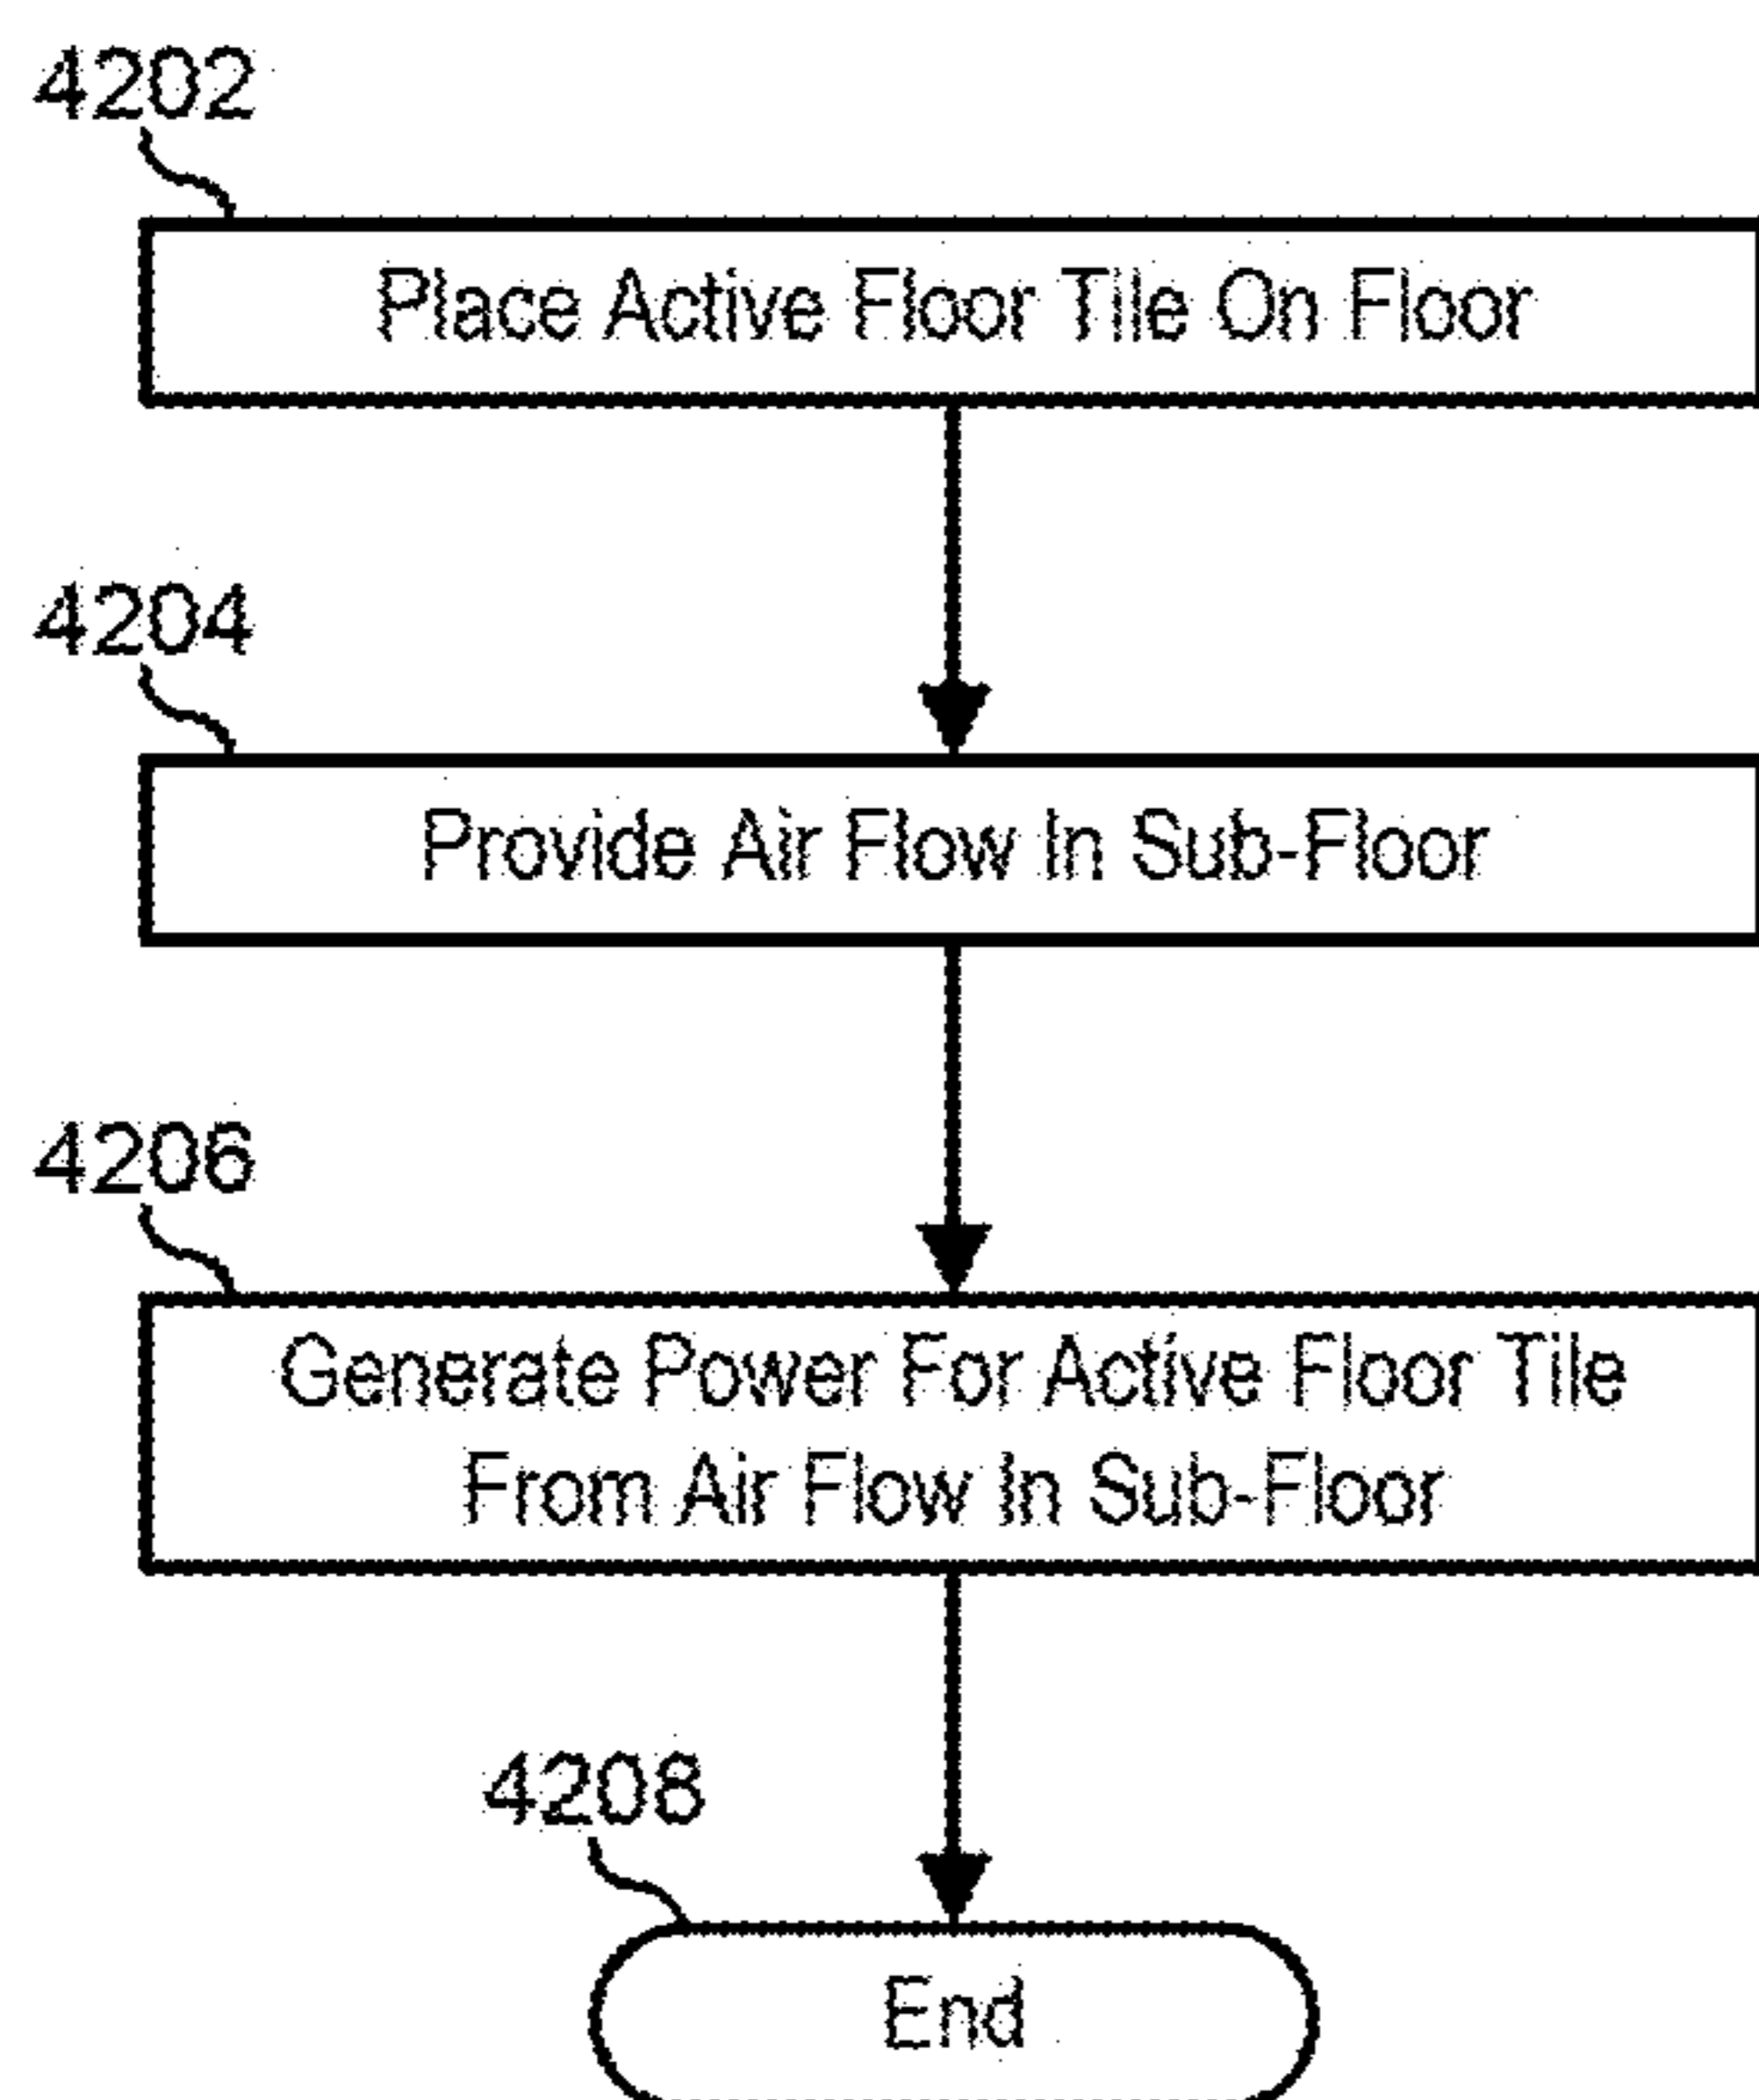 4202
Place Active Floor Tile On Floor
4204
Provide Air Flow In Sub-Floor
4206
Generate Power For Active Floor Tile
From Air Flow In Sub-Floor
4208
End